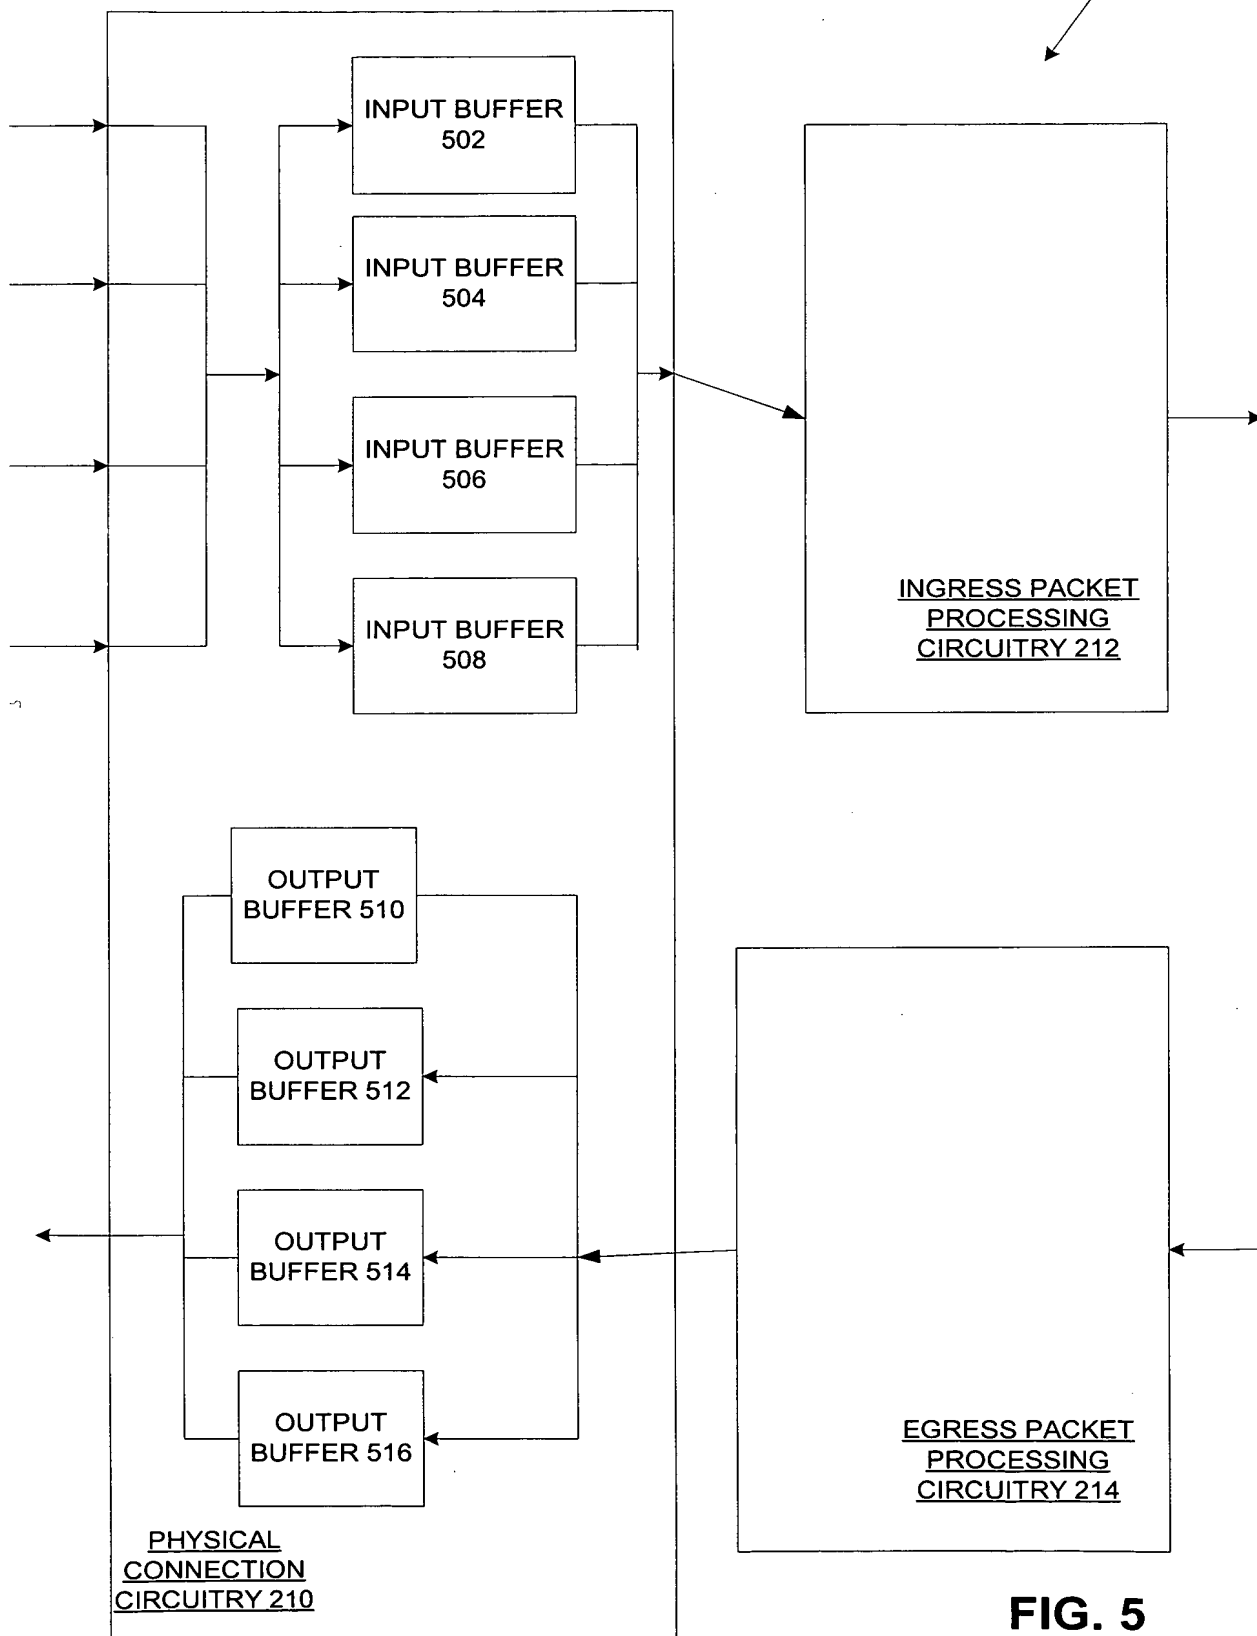 INPUT BUFFER
502
INPUT BUFFER
504
INPUT BUFFER
506
INPUT BUFFER
508
INGRESS PACKET
PROCESSING
CIRCUITRY 212
OUTPUT
BUFFER 510
OUTPUT
BUFFER 512
OUTPUT
BUFFER 514
OUTPUT
BUFFER 516
EGRESS PACKET
PROCESSING
CIRCUITRY 214
PHYSICAL
CONNECTION
CIRCUITRY 210
FIG. 5